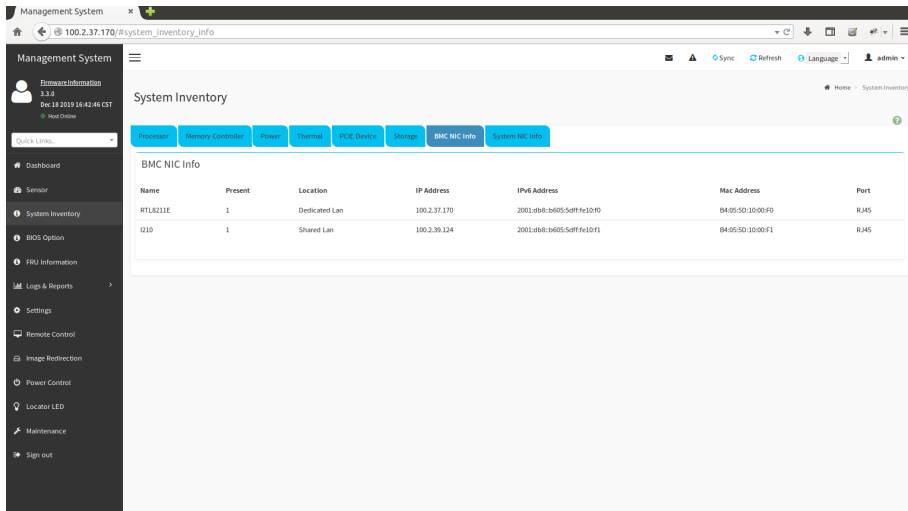 Management System
100.2.37.170/#system_inventory_info
Management System
Sync Refresh Language admin
Firmware Information
3.3.0
Dec 18 2019 16:42:46 CST
Host Online
Home - System Inventory
System Inventory
Quick Links..
Processor Memory Controller Power Thermal PCIE Device Storage BMC NIC Info System NIC Info
BMC NIC Info
Name Present Location IP Address IPv6 Address Mac Address Port
RTL8211E 1 Dedicated Lan 100.2.37.170 2001:db8::b605:5dff:fe10:f0 B4:05:5D:10:00:F0 RJ45
I210 1 Shared Lan 100.2.39.124 2001:db8::b605:5dff:fe10:f1 B4:05:5D:10:00:F1 RJ45
Dashboard
Sensor
System Inventory
BIOS Option
FRU Information
Logs & Reports
Settings
Remote Control
Image Redirection
Power Control
Locator LED
Maintenance
Sign out